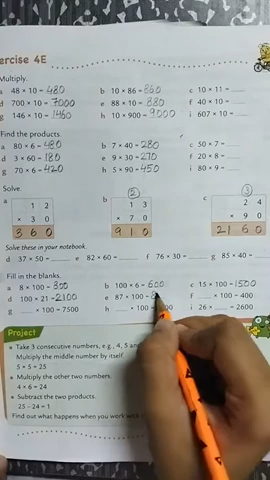 ercise 4E
Multiply.
a 48 × 10 = 480 b 10 × 86 = 860 c 10 × 11 =
d 700 × 10 = 7000 e 88 × 10 = 880 f 40 × 10 =
g 146 × 10 = 1460 h 10 × 900 = 9000 i 607 × 10 =
Find the products.
a 80 × 6 = 480 b 7 × 40 = 280 c 50 × 7 =
d 3 × 60 = 180 e 9 × 30 = 270 f 20 × 8 =
g 70 × 6 = 420 h 5 × 90 = 450 i 80 × 9 =
Solve.
a 1 2 b ② 1 3 c ③ 2 4
× 3 0 × 7 0 × 9 0
3 6 0 9 1 0 2 1 6 0
Solve these in your notebook.
d 37 × 50 = e 82 × 60 = f 76 × 30 = g 85 × 40 =
Fill in the blanks.
a 8 × 100 = 800 b 100 × 6 = 600 c 15 × 100 = 1500
d 100 × 21 = 2100 e 87 × 100 = 8 f × 100 = 400
g × 100 = 7500 h × 100 = 00 i 26 × = 2600
Project
Take 3 consecutive numbers, e.g., 4, 5 an
Multiply the middle number by itself.
5 × 5 = 25
Multiply the other two numbers.
4 × 6 = 24
Subtract the two products.
25 – 24 = 1
Find out what happens when you work wit